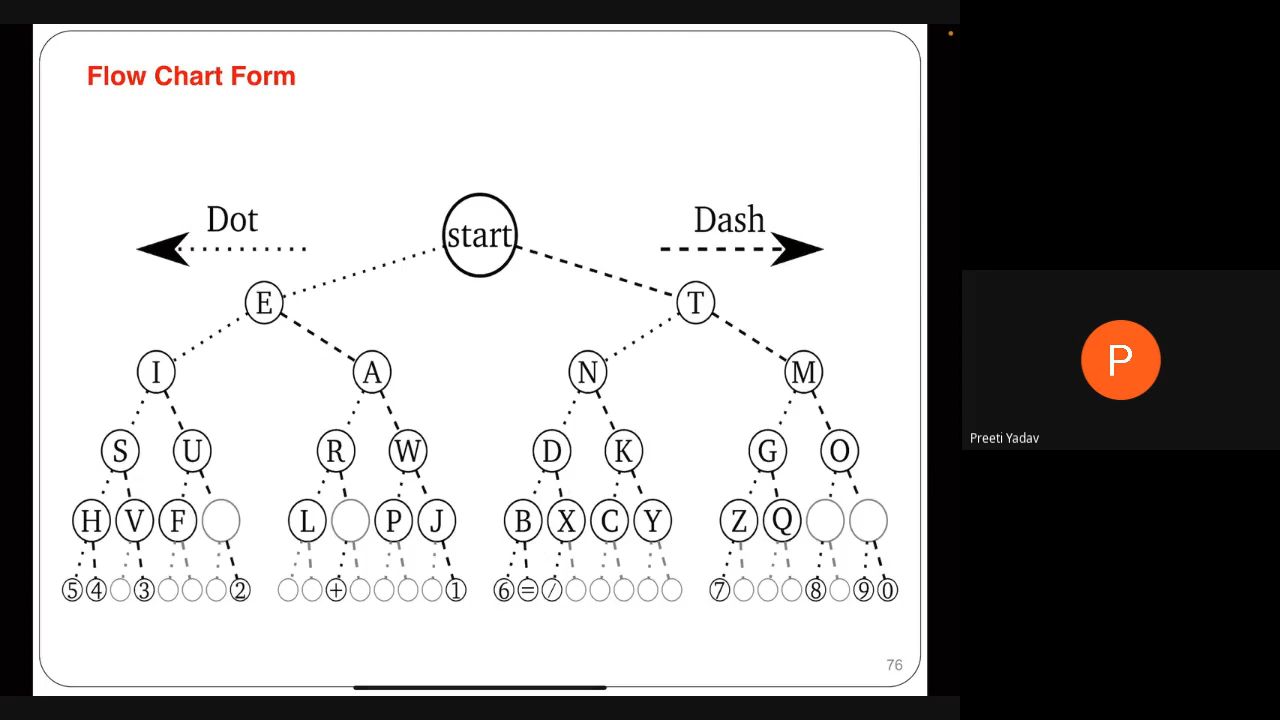 Flow Chart Form
Dot
start
Dash
E T
I A N M
S U R W D K G O
H V F L P J B X C Y Z Q
5 4 3 2 + 1 6 = / 7 8 9 0
76
P
Preeti Yadav